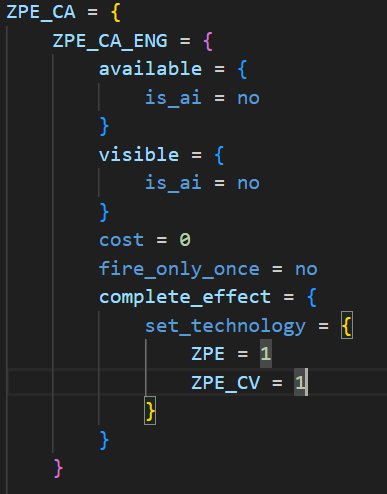 ZPE_CA = {
ZPE_CA_ENG = {
available = {
is_ai = no
}
visible = {
is_ai = no
}
cost = 0
fire_only_once = no
complete_effect = {
set_technology = {
ZPE = 1
ZPE_CV = 1
}
}
}